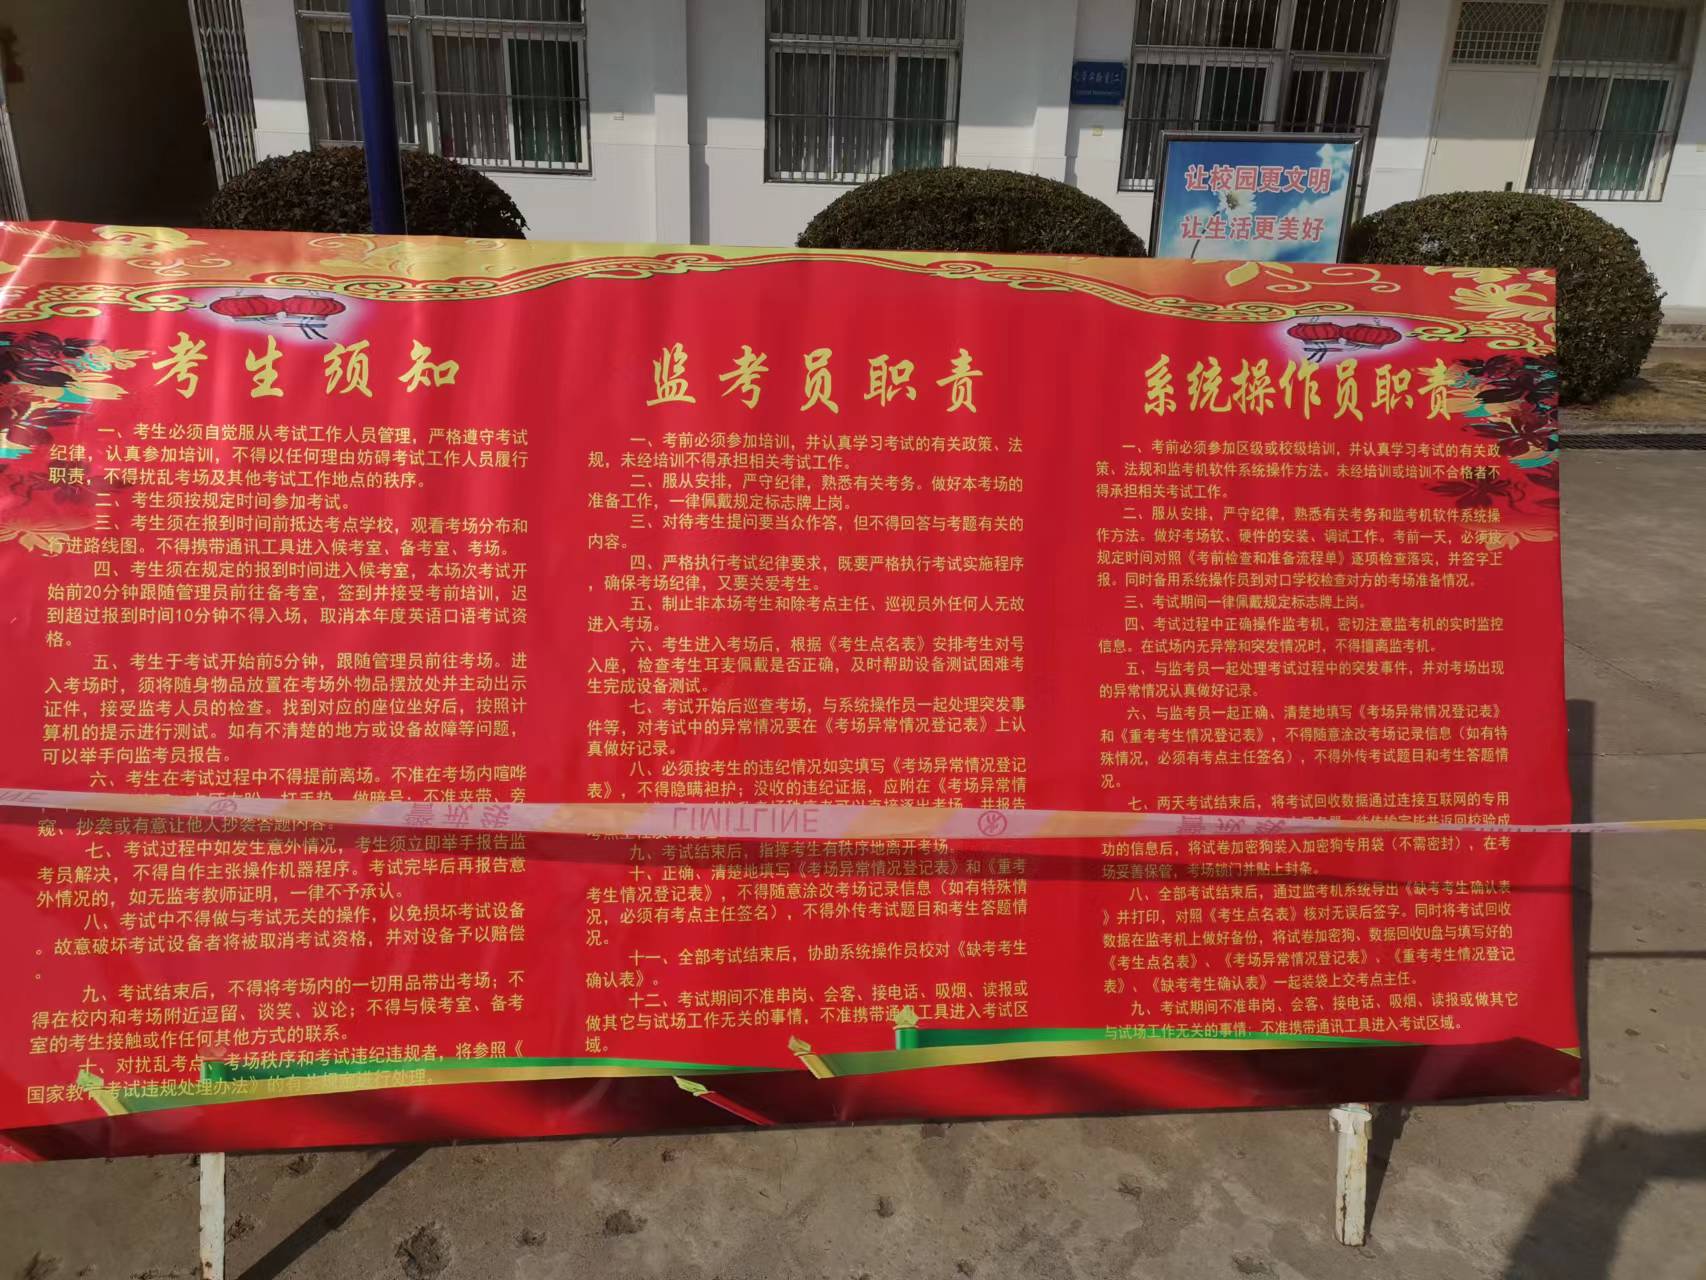 让校园更文明
让生活更美好
考生须知
一、考生必须自觉服从考试工作人员管理，严格遵守考试
纪律，认真参加培训，不得以任何理由妨碍考试工作人员履行
职责，不得扰乱考场及其他考试工作地点的秩序。
二、考生须按规定时间参加考试。
三、考生须在报到时间前抵达考点学校，观看考场分布和
行进路线图。不得携带通讯工具进入候考室、备考室、考场。
四、考生须在规定的报到时间进入候考室，本场次考试开
始前20分钟跟随管理员前往备考室，签到并接受考前培训，迟
到超过报到时间10分钟不得入场，取消本年度英语口语考试资
格。
五、考生于考试开始前5分钟，跟随管理员前往考场。进
入考场时，须将随身物品放置在考场外物品摆放处并主动出示
证件，接受监考人员的检查。找到对应的座位坐好后，按照计
算机的提示进行测试。如有不清楚的地方或设备故障等问题，
可以举手向监考员报告。
六、考生在考试过程中不得提前离场。不准在考场内喧哗
打手势、做暗号；不准夹带、旁
窥、抄袭或有意让他人抄袭答题内容。
七、考试过程中如发生意外情况，考生须立即举手报告监
考员解决，不得自作主张操作机器程序。考试完毕后再报告意
外情况的，如无监考教师证明，一律不予承认。
八、考试中不得做与考试无关的操作，以免损坏考试设备
。故意破坏考试设备者将被取消考试资格，并对设备予以赔偿
。
九、考试结束后，不得将考场内的一切用品带出考场；不
得在校内和考场附近逗留、谈笑、议论；不得与候考室、备考
室的考生接触或作任何其他方式的联系。
十、对扰乱考点、考场秩序和考试违纪违规者，将参照《
国家教育考试违规处理办法》的有关规定进行处理。
监考员职责
一、考前必须参加培训，并认真学习考试的有关政策、法
规，未经培训不得承担相关考试工作。
二、服从安排，严守纪律，熟悉有关考务。做好本考场的
准备工作，一律佩戴规定标志牌上岗。
三、对待考生提问要当众作答，但不得回答与考题有关的
内容。
四、严格执行考试纪律要求，既要严格执行考试实施程序
，确保考场纪律，又要关爱考生。
五、制止非本场考生和除考点主任、巡视员外任何人无故
进入考场。
六、考生进入考场后，根据《考生点名表》安排考生对号
入座，检查考生耳麦佩戴是否正确，及时帮助设备测试困难考
生完成设备测试。
七、考试开始后巡查考场，与系统操作员一起处理突发事
件等，对考试中的异常情况要在《考场异常情况登记表》上认
真做好记录。
八、必须按考生的违纪情况如实填写《考场异常情况登记
表》，不得隐瞒袒护；没收的违纪证据，应附在《考场异常情
九、考试结束后，指挥考生有秩序地离开考场。
十、正确、清楚地填写《考场异常情况登记表》和《重考
考生情况登记表》，不得随意涂改考场记录信息（如有特殊情
况，必须有考点主任签名），不得外传考试题目和考生答题情
况。
十一、全部考试结束后，协助系统操作员校对《缺考考生
确认表》。
十二、考试期间不准串岗、会客、接电话、吸烟、读报或
做其它与试场工作无关的事情，不准携带通讯工具进入考试区
域。
系统操作员职责
一、考前必须参加区级或校级培训，并认真学习考试的有关政
策、法规和监考机软件系统操作方法。未经培训或培训不合格者不
得承担相关考试工作。
二、服从安排，严守纪律，熟悉有关考务和监考机软件系统操
作方法。做好考场软、硬件的安装、调试工作。考前一天，必须按
规定时间对照《考前检查和准备流程单》逐项检查落实，并签字上
报。同时备用系统操作员到对口学校检查对方的考场准备情况。
三、考试期间一律佩戴规定标志牌上岗。
四、考试过程中正确操作监考机，密切注意监考机的实时监控
信息。在试场内无异常和突发情况时，不得擅离监考机。
五、与监考员一起处理考试过程中的突发事件，并对考场出现
的异常情况认真做好记录。
六、与监考员一起正确、清楚地填写《考场异常情况登记表》
和《重考考生情况登记表》，不得随意涂改考场记录信息（如有特
殊情况，必须有考点主任签名），不得外传考试题目和考生答题情
况。
七、两天考试结束后，将考试回收数据通过连接互联网的专用
功的信息后，将试卷加密狗装入加密狗专用袋（不需密封），在考
场妥善保管，考场锁门并贴上封条。
八、全部考试结束后，通过监考机系统导出《缺考考生确认表
》并打印，对照《考生点名表》核对无误后签字。同时将考试回收
数据在监考机上做好备份，将试卷加密狗、数据回收U盘与填写好的
《考生点名表》、《考场异常情况登记表》、《重考考生情况登记
表》、《缺考考生确认表》一起装袋上交考点主任。
九、考试期间不准串岗、会客、接电话、吸烟、读报或做其它
与试场工作无关的事情；不准携带通讯工具进入考试区域。
LIMITLINE
警戒线
LIMITLINE
警戒线
LIMITLINE